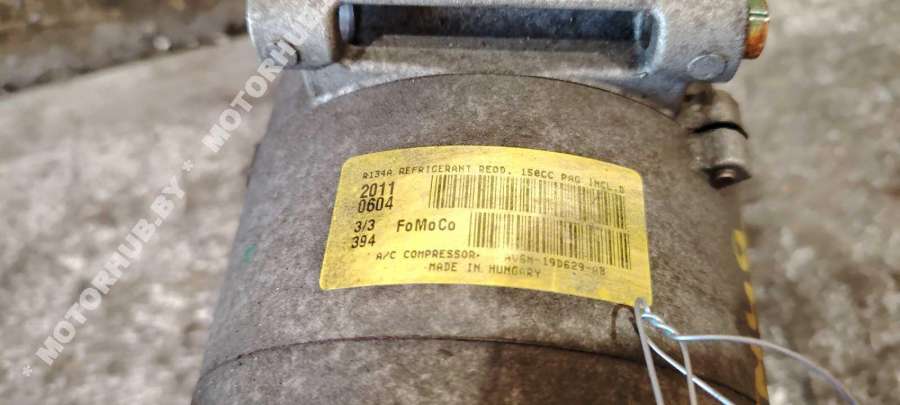 R134A REFRIGERANT REQD, 150CC PAG INCL.D
2011
0604
3/3 FoMoCo
394
A/C COMPRESSOR· AV6N-19D629-AB
MADE IN HUNGARY
* MOTORHUB.BY * MOTORHUB